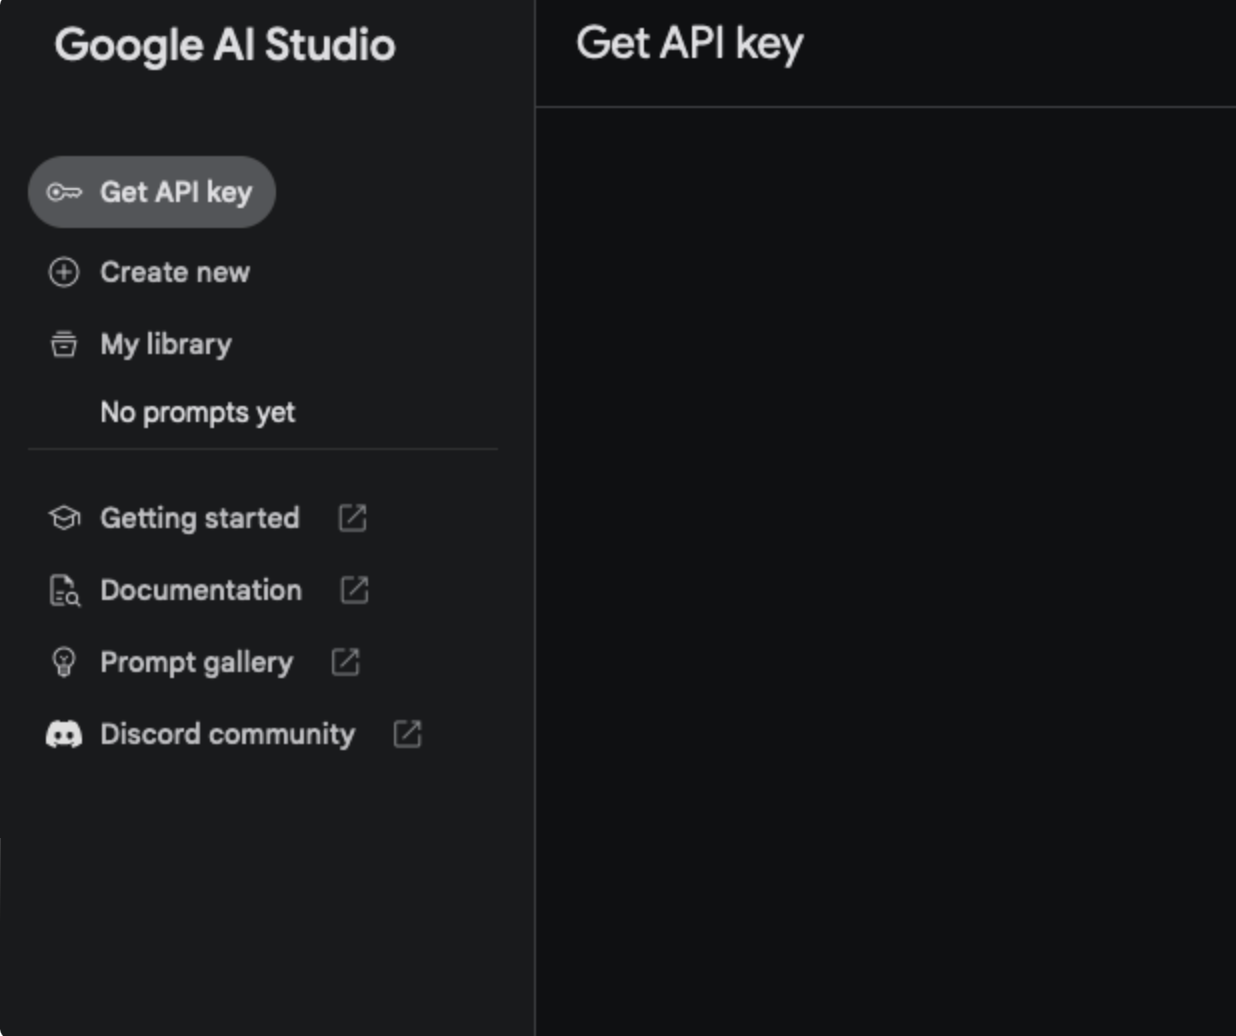 Google AI Studio
Get API key
Get API key
Create new
My library
No prompts yet
Getting started
Documentation
Prompt gallery
Discord community